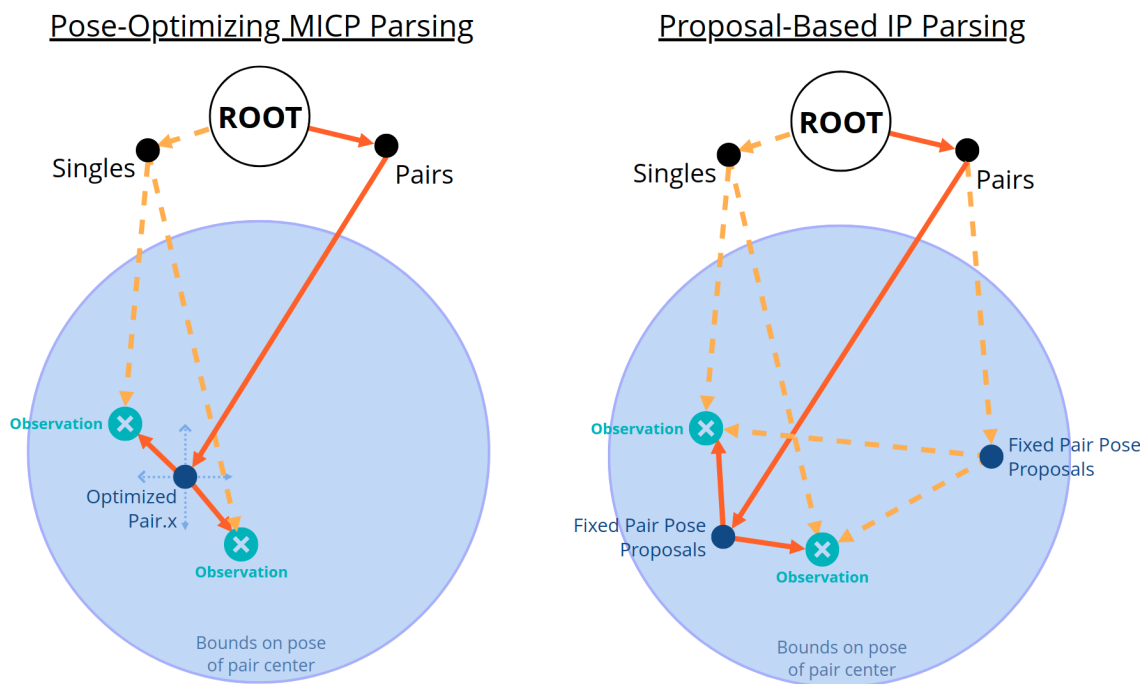 Pose-Optimizing MICP Parsing
ROOT
Singles
Pairs
Observation
Optimized
Pair.x
Observation
Bounds on pose
of pair center
Proposal-Based IP Parsing
ROOT
Singles
Pairs
Observation
Fixed Pair Pose
Proposals
Fixed Pair Pose
Proposals
Observation
Bounds on pose
of pair center